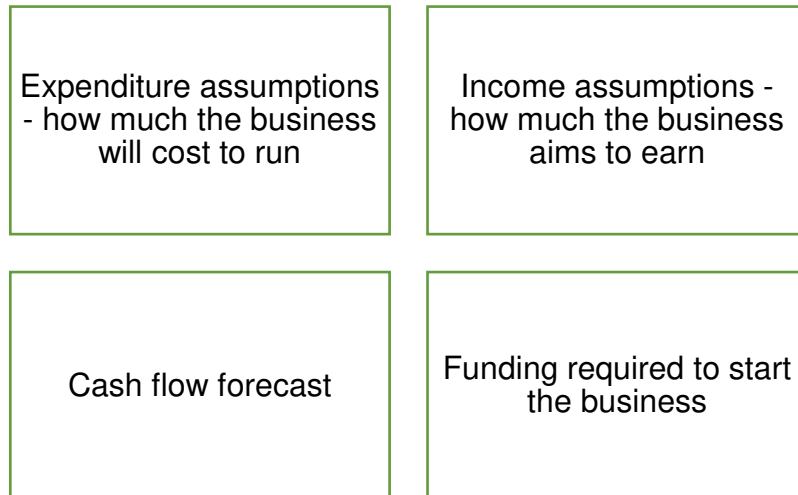 Expenditure assumptions
- how much the business
will cost to run
Income assumptions -
how much the business
aims to earn
Cash flow forecast
Funding required to start
the business